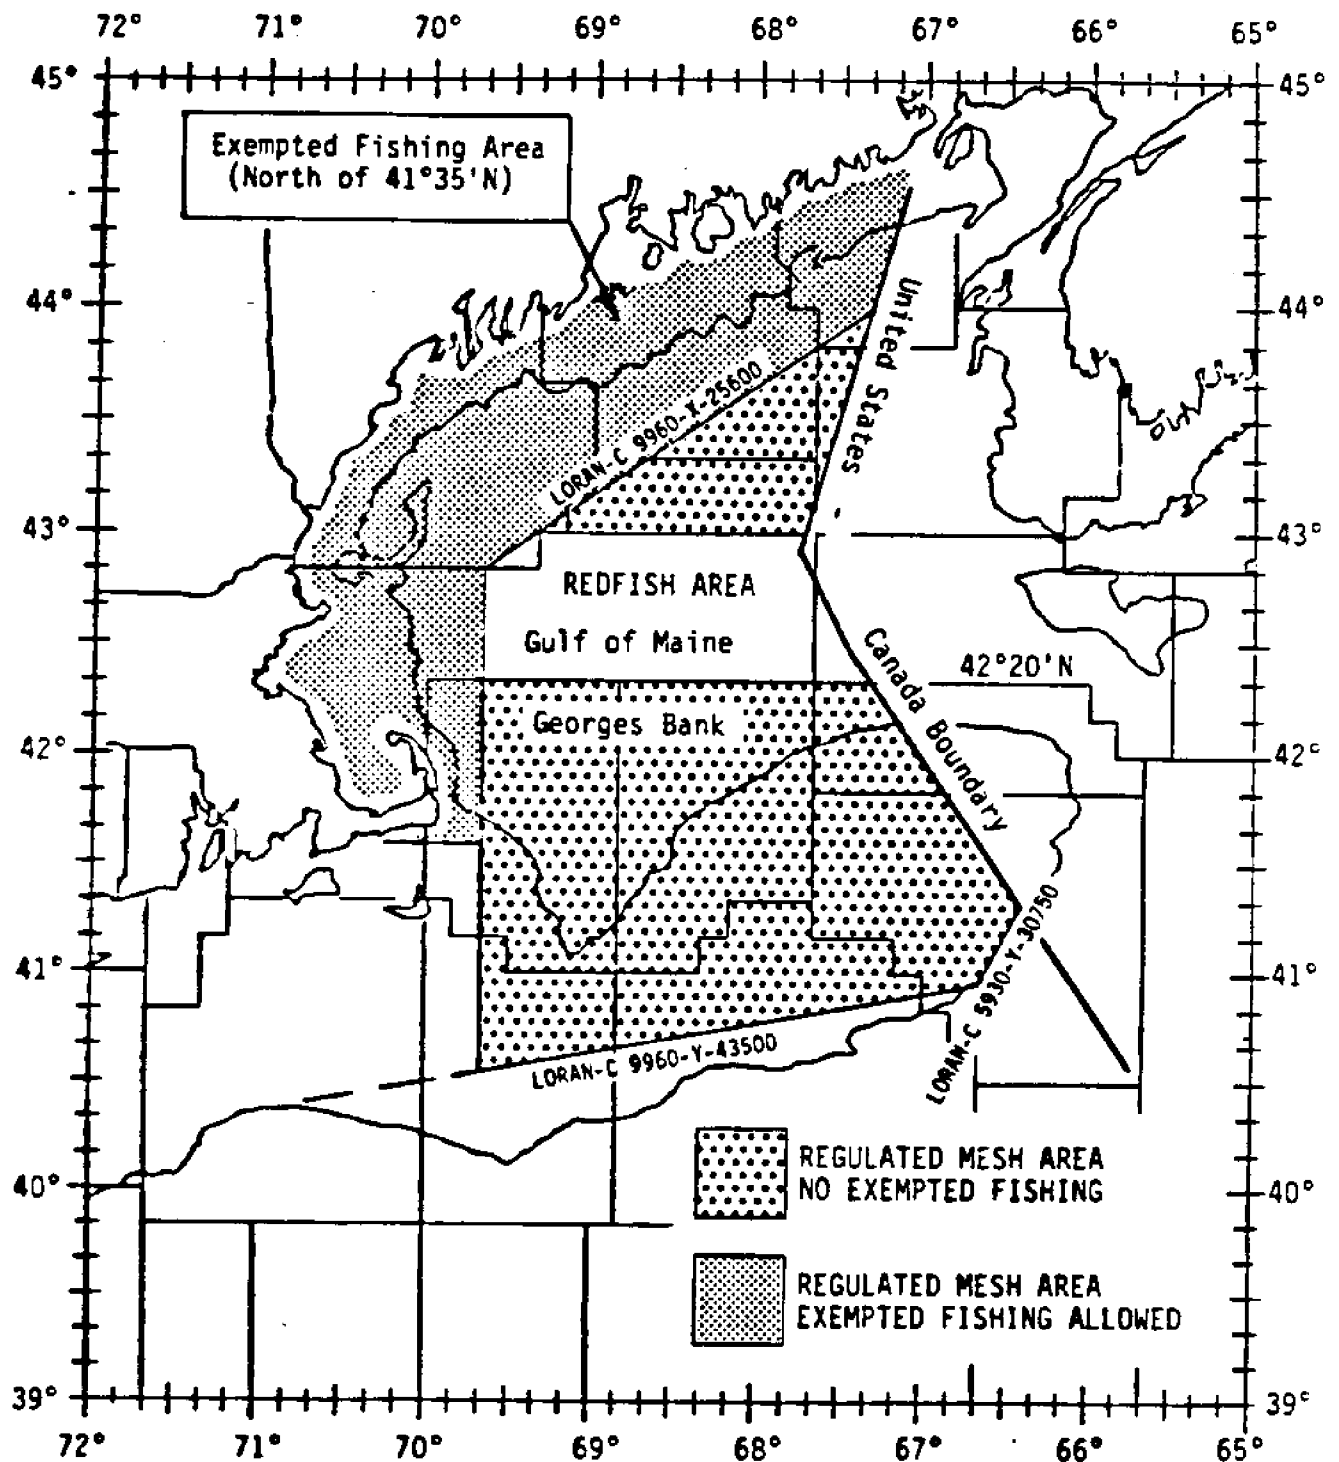 72° 71° 70° 69° 68° 67° 66° 65°
45° 45°
Exempted Fishing Area
(North of 41°35'N)
44° 44°
United States
LORAN-C 9960-X-25600
43° 43°
REDFISH AREA
Gulf of Maine
42°20'N
Canada Boundary
Georges Bank
42° 42°
41° 41°
LORAN-C 5930-Y-30750
LORAN-C 9960-Y-43500
REGULATED MESH AREA
NO EXEMPTED FISHING
40° 40°
REGULATED MESH AREA
EXEMPTED FISHING ALLOWED
39° 39°
72° 71° 70° 69° 68° 67° 66° 65°